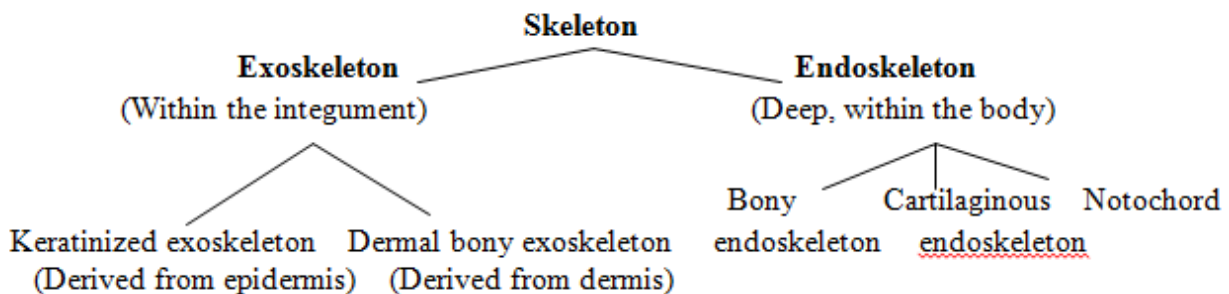 Skeleton
Exoskeleton Endoskeleton
(Within the integument) (Deep, within the body)
Bony Cartilaginous Notochord
Keratinized exoskeleton Dermal bony exoskeleton endoskeleton endoskeleton
(Derived from epidermis) (Derived from dermis)